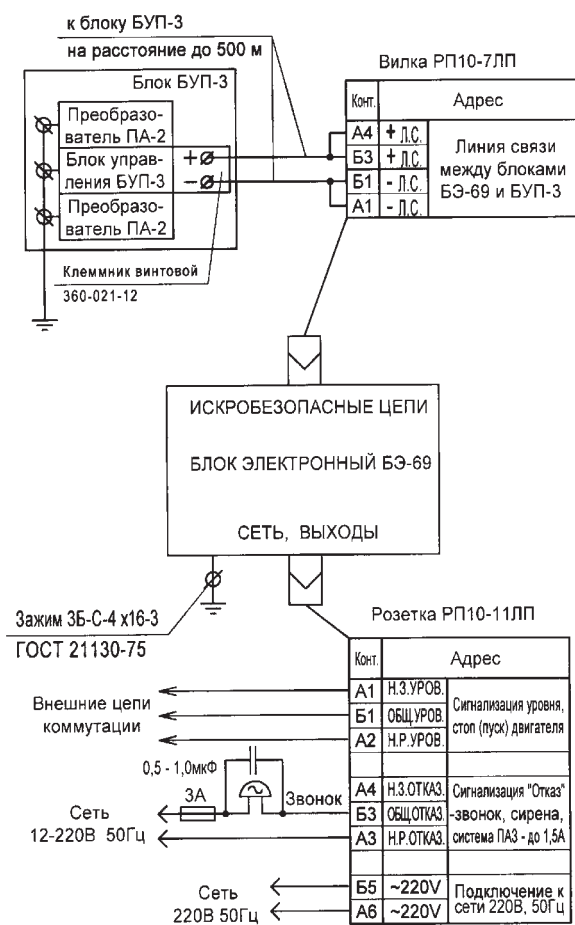 к блоку БУП-3
на расстояние до 500 м
Блок БУП-3
Преобразо-
ватель ПА-2
Блок управ-
ления БУП-3
+
−
Преобразо-
ватель ПА-2
Клеммник винтовой
360-021-12
Вилка РП10-7ЛП
Конт. Адрес
А4 + Л.С.
Б3 + Л.С.
Б1 - Л.С.
А1 - Л.С.
Линия связи
между блоками
БЭ-69 и БУП-3
ИСКРОБЕЗОПАСНЫЕ ЦЕПИ
БЛОК ЭЛЕКТРОННЫЙ БЭ-69
СЕТЬ, ВЫХОДЫ
Зажим ЗБ-С-4 х16-3
ГОСТ 21130-75
Розетка РП10-11ЛП
Конт. Адрес
А1 Н.З.УРОВ.
Б1 ОБЩ.УРОВ.
А2 Н.Р.УРОВ.
Сигнализация уровня,
стоп (пуск) двигателя
А4 Н.З.ОТКАЗ.
Б3 ОБЩ.ОТКАЗ.
А3 Н.Р.ОТКАЗ.
Сигнализация "Отказ"
-звонок, сирена,
система ПАЗ - до 1,5А
Б5 ~220V
А6 ~220V
Подключение к
сети 220В, 50Гц
Внешние цепи
коммутации
0,5 - 1,0мкФ
3А
Звонок
Сеть
12-220В 50Гц
Сеть
220В 50Гц